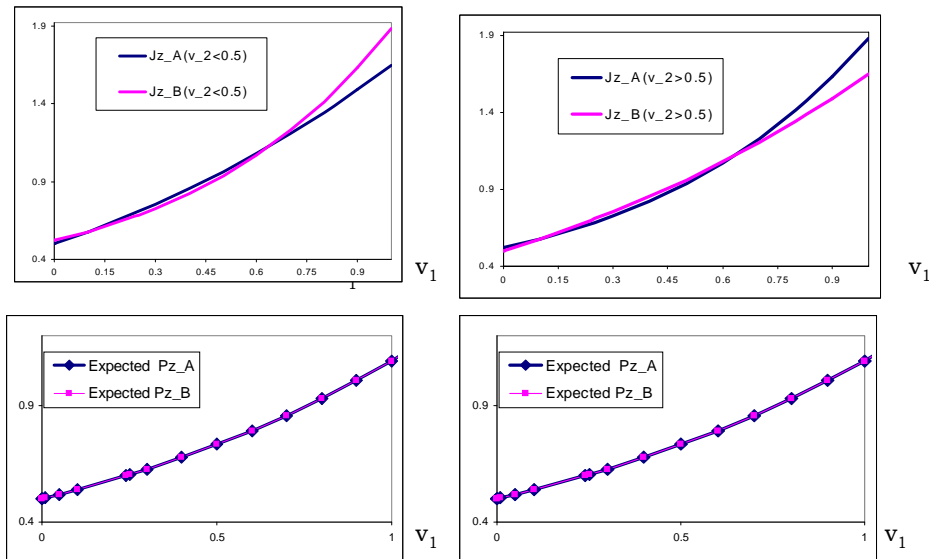 1.9
1.4
0.9
0.4
Jz_A(v_2<0.5)
Jz_B(v_2<0.5)
0 0.15 0.3 0.45 0.6 0.75 0.9
1
v1
1.9
1.4
0.9
0.4
Jz_A(v_2>0.5)
Jz_B(v_2>0.5)
0 0.15 0.3 0.45 0.6 0.75 0.9
v1
Expected Pz_A
Expected Pz_B
0.9
0.4
0 0.5 1
v1
Expected Pz_A
Expected Pz_B
0.9
0.4
0 0.5 1
v1